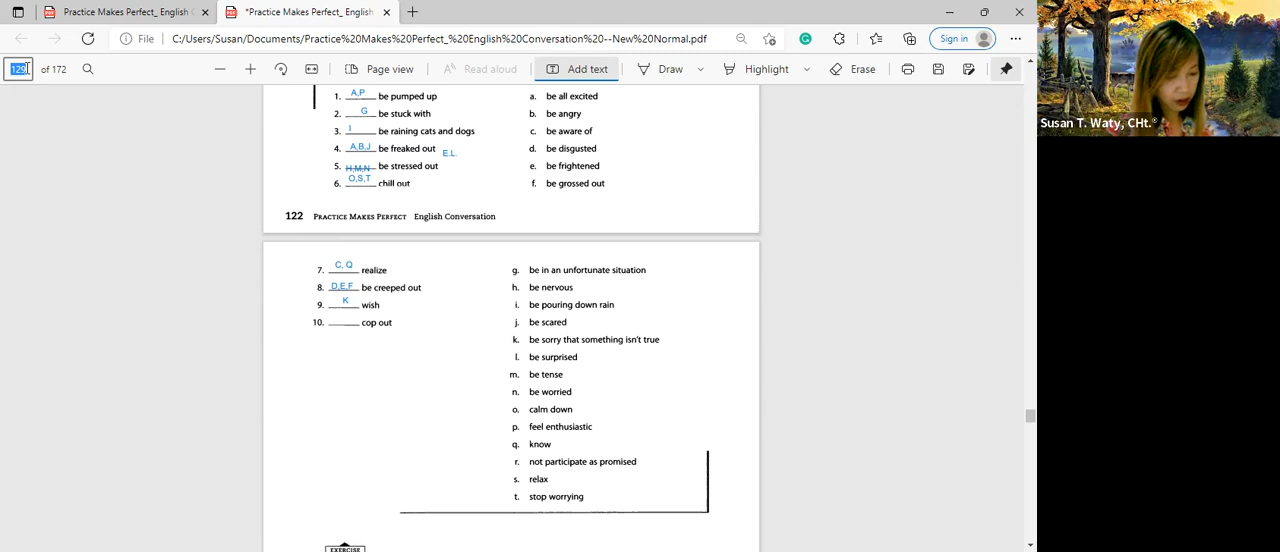 Practice Makes Perfect_ English C
*Practice Makes Perfect_ English
File
C:/Users/Susan/Documents/Practice%20Makes%20Perfect_%20English%20Conversation%20--New%20Normal.pdf
Sign in
129 of 172
Page view
Read aloud
Add text
Draw
Highlight
Erase
Susan T. Waty, CHt.®
1. A,P be pumped up
2. G be stuck with
3. I be raining cats and dogs
4. A,B,J be freaked out E.L.
5. H,M,N be stressed out
6. O,S,T chill out
a. be all excited
b. be angry
c. be aware of
d. be disgusted
e. be frightened
f. be grossed out
122 PRACTICE MAKES PERFECT English Conversation
7. C, Q realize
8. D,E,F be creeped out
9. K wish
10. cop out
g. be in an unfortunate situation
h. be nervous
i. be pouring down rain
j. be scared
k. be sorry that something isn't true
l. be surprised
m. be tense
n. be worried
o. calm down
p. feel enthusiastic
q. know
r. not participate as promised
s. relax
t. stop worrying
EXERCISE